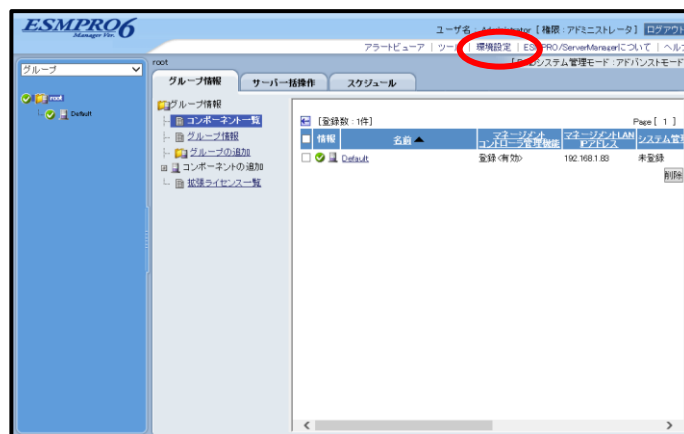 ESMPRO6
Manager Ver.
ユーザ名 : Administrator [ 権限 : アドミニストレータ] ログアウト
アラートビューア | ツール | 環境設定 | ESMPRO/ServerManagerについて | ヘル
システム管理モード : アドバンストモード
グループ
root
グループ情報 サーバー括操作 スケジュール
root
Default
グループ情報
コンポーネント一覧
グループ情報
グループの追加
コンポーネントの追加
拡張ライセンス一覧
[登録数 : 1件] Page [ 1 ]
情報 名前 マネージメントコントローラ管理機能 マネージメントLAN IPアドレス システム管
Default 登録 <有効> 192.168.1.83 未登録
削除